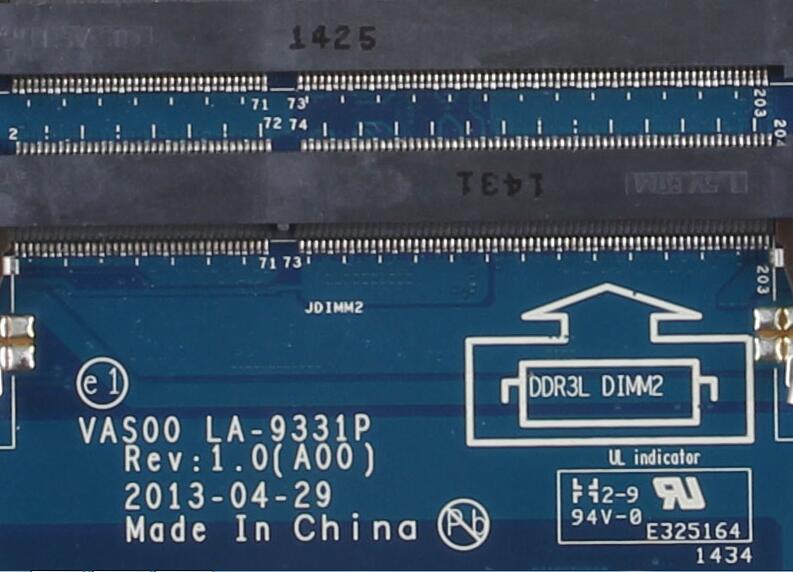 1425
71 73
203
2 72 74
204
1431
71 73
203
JDIMM2
e1
DDR3L DIMM2
VAS00 LA-9331P
Rev:1.0(A00)
2013-04-29
Made In China
Pb
UL indicator
2-9
94V-0
E325164
1434